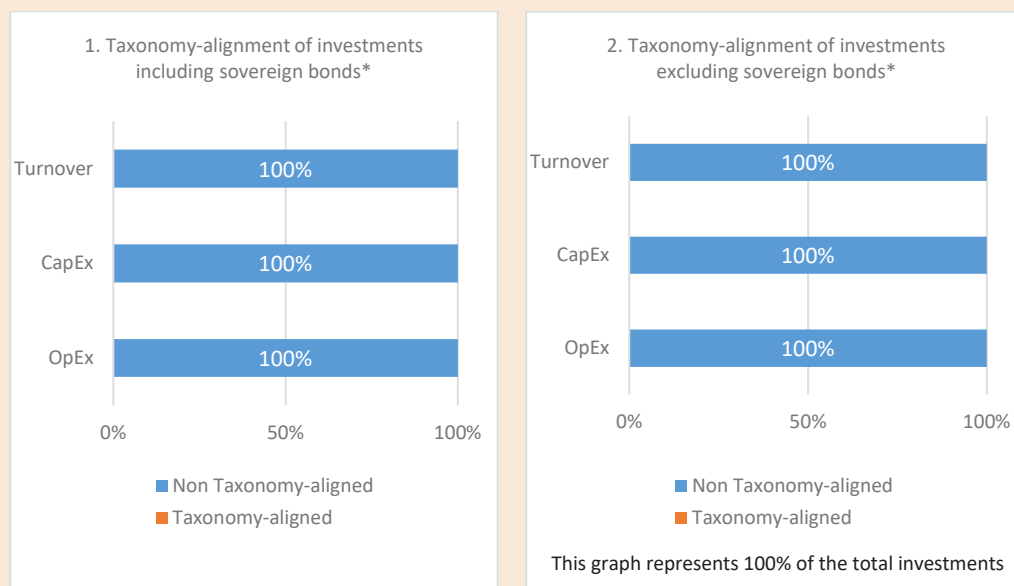 1. Taxonomy-alignment of investments
including sovereign bonds*
Turnover
100%
CapEx
100%
OpEx
100%
0%
50%
100%
Non Taxonomy-aligned
Taxonomy-aligned
2. Taxonomy-alignment of investments
excluding sovereign bonds*
Turnover
100%
CapEx
100%
OpEx
100%
0%
50%
100%
Non Taxonomy-aligned
Taxonomy-aligned
This graph represents 100% of the total investments